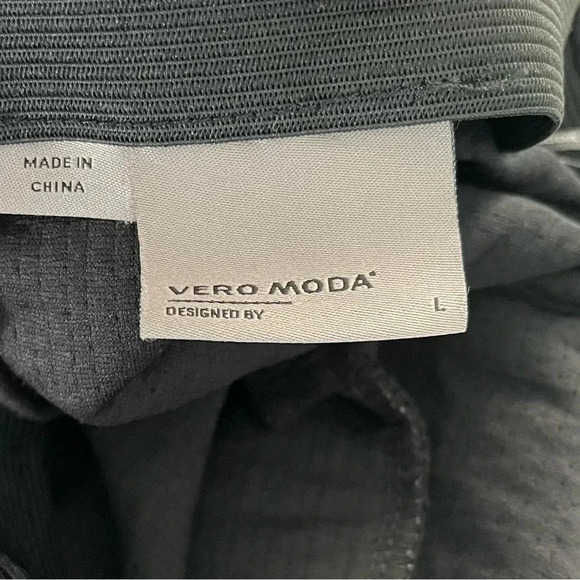 MADE IN
CHINA
VERO MODA
DESIGNED BY
L